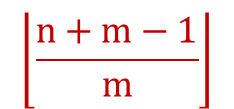 ⌊(n + m − 1) / m⌋